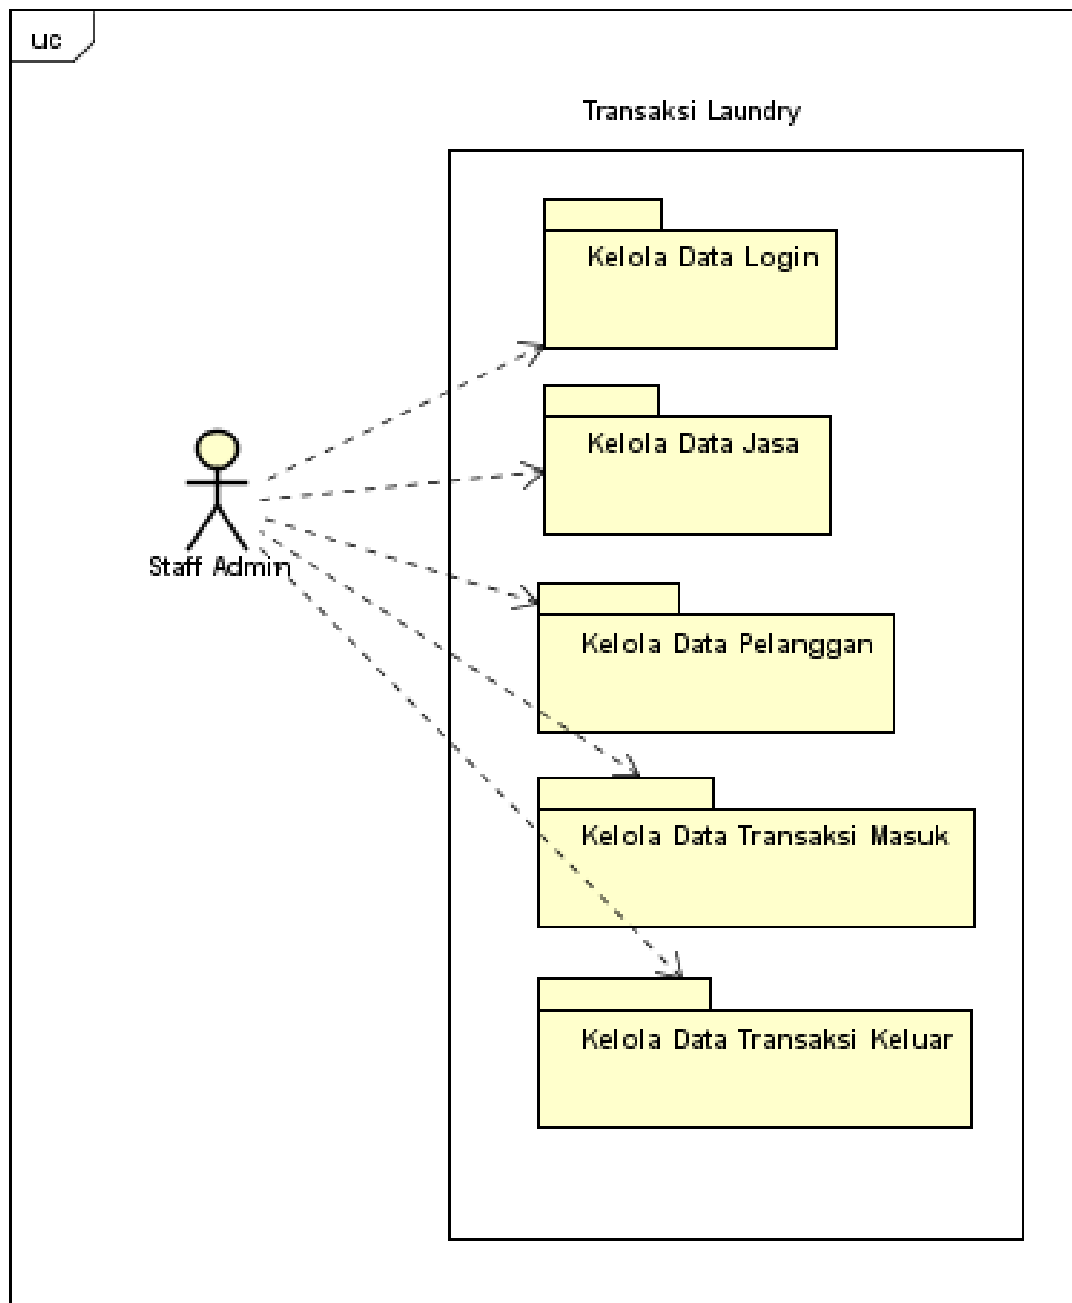 uc
Transaksi Laundry
Kelola Data Login
Kelola Data Jasa
Staff Admin
Kelola Data Pelanggan
Kelola Data Transaksi Masuk
Kelola Data Transaksi Keluar